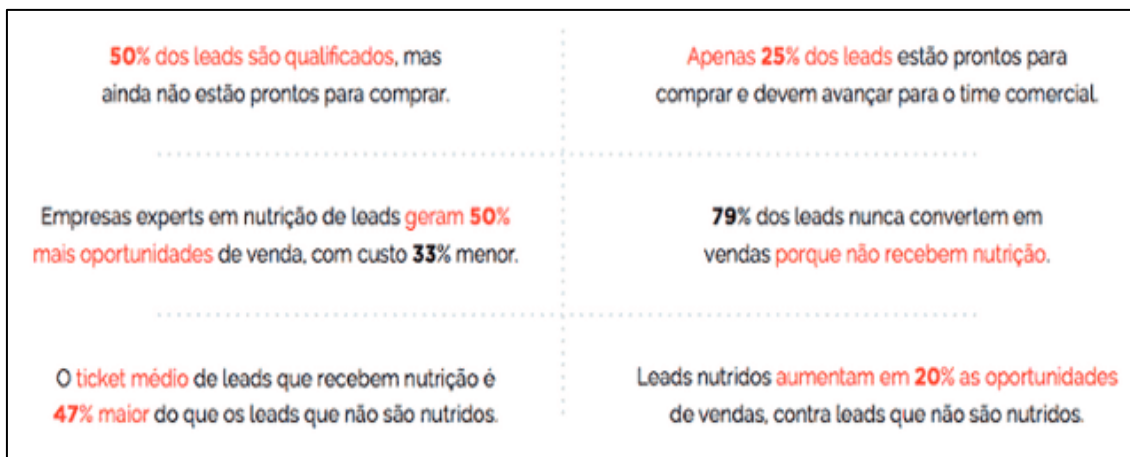 50% dos leads são qualificados, mas
ainda não estão prontos para comprar.
Apenas 25% dos leads estão prontos para
comprar e devem avançar para o time comercial.
Empresas experts em nutrição de leads geram 50%
mais oportunidades de venda, com custo 33% menor.
79% dos leads nunca convertem em
vendas porque não recebem nutrição.
O ticket médio de leads que recebem nutrição é
47% maior do que os leads que não são nutridos.
Leads nutridos aumentam em 20% as oportunidades
de vendas, contra leads que não são nutridos.